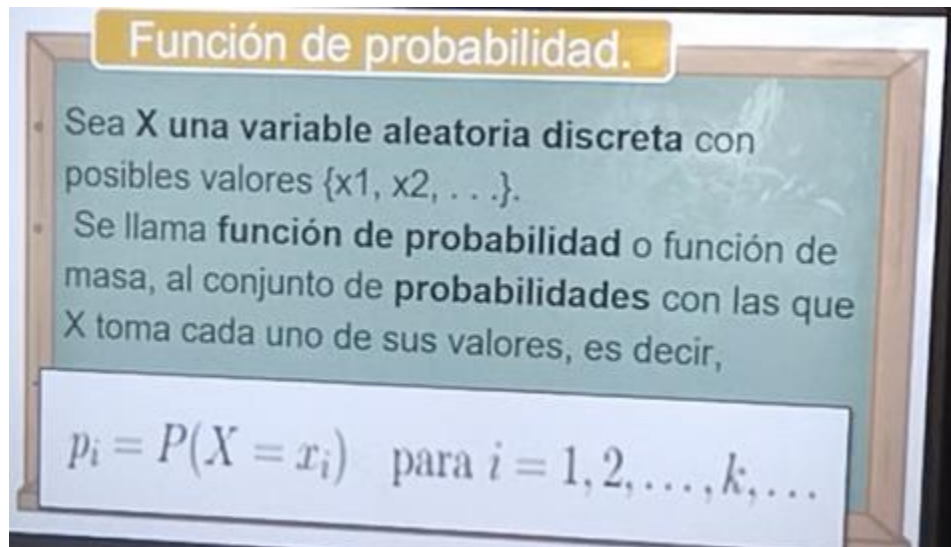 Función de probabilidad.
Sea X una variable aleatoria discreta con
posibles valores {x1, x2, . . .}.
Se llama función de probabilidad o función de
masa, al conjunto de probabilidades con las que
X toma cada uno de sus valores, es decir,
pᵢ = P(X = xᵢ) para i = 1, 2, . . . , k, . . .